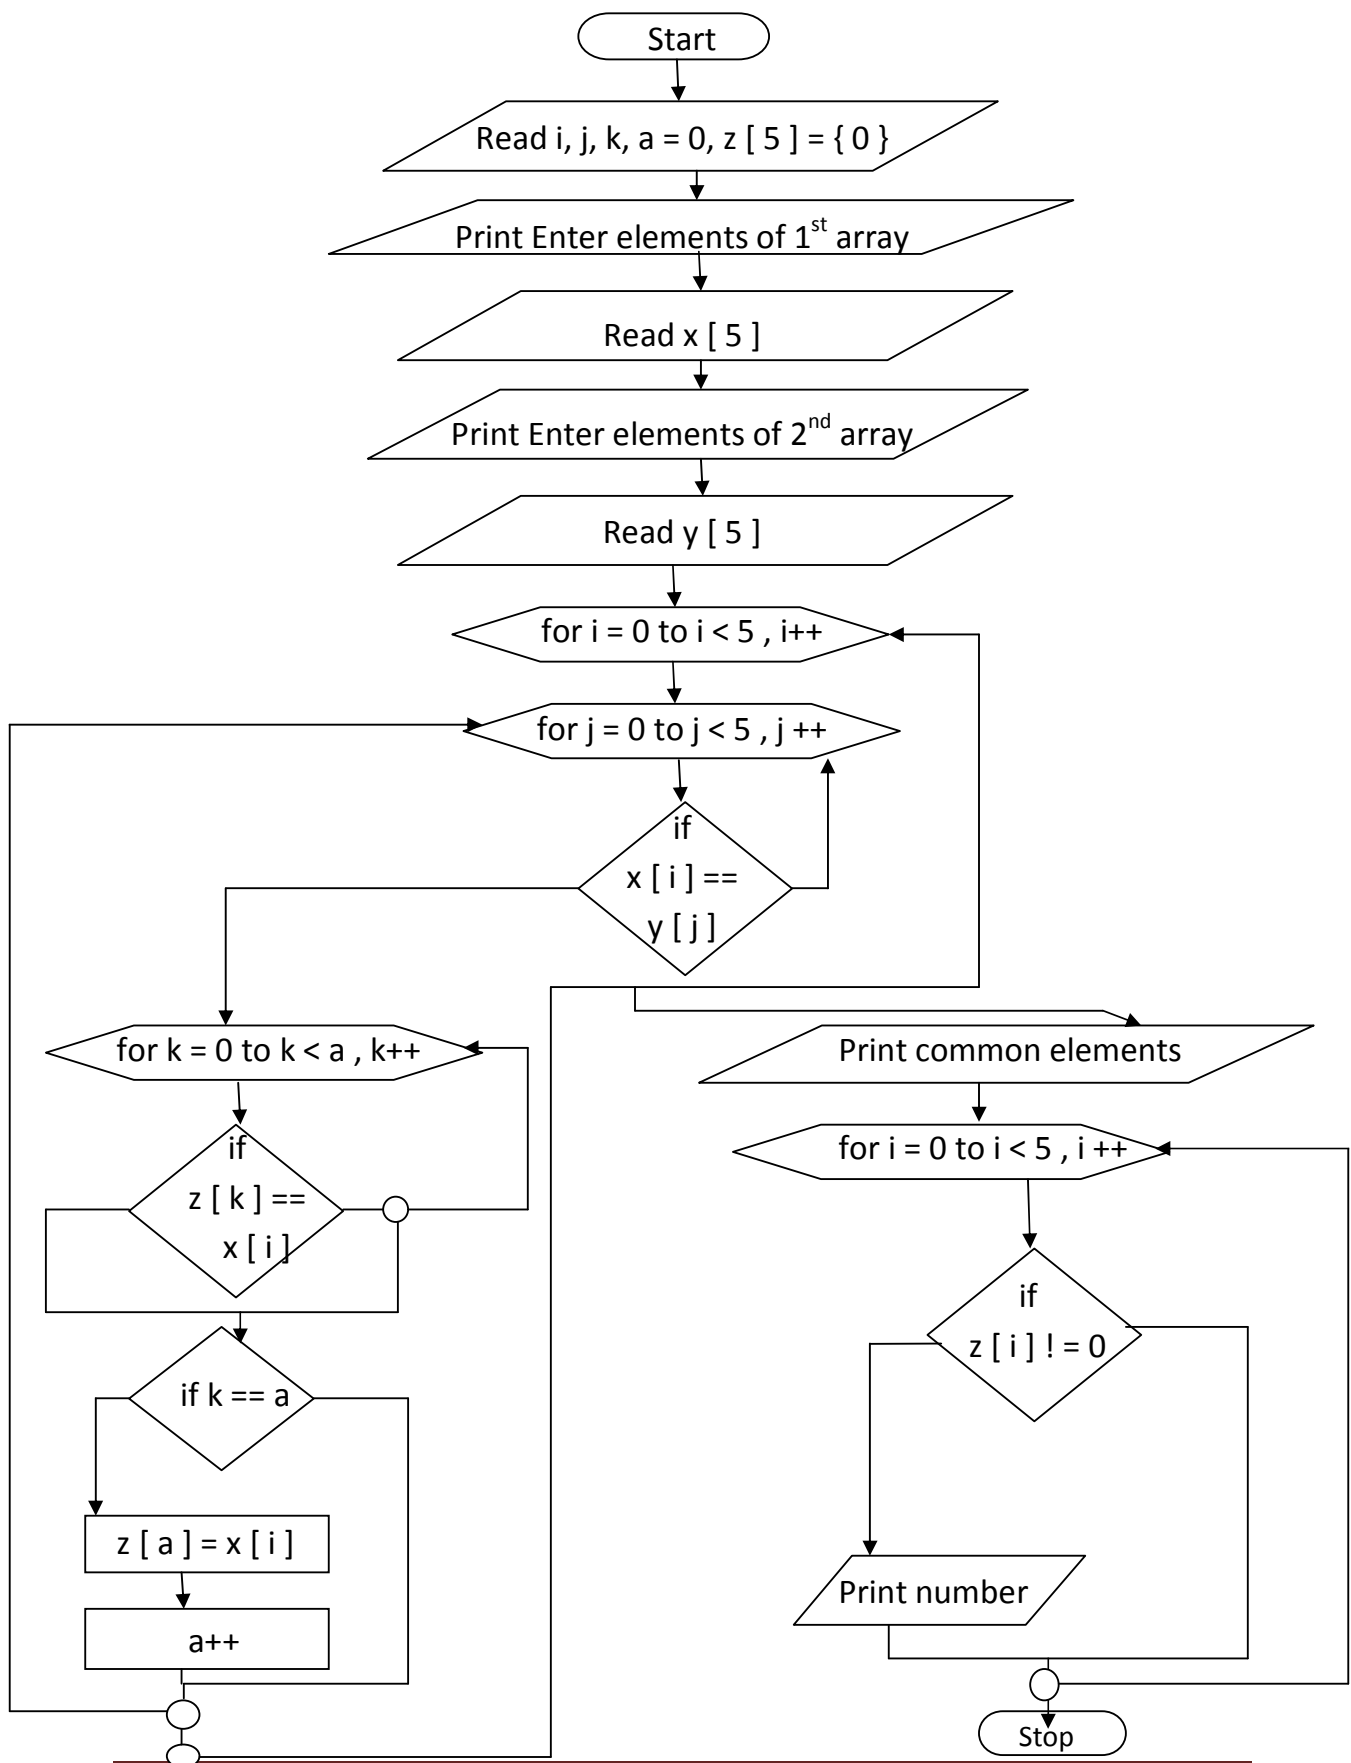 Start
Read i, j, k, a = 0, z [ 5 ] = { 0 }
Print Enter elements of 1st array
Read x [ 5 ]
Print Enter elements of 2nd array
Read y [ 5 ]
for i = 0 to i < 5 , i++
for j = 0 to j < 5 , j ++
if
x [ i ] ==
y [ j ]
for k = 0 to k < a , k++
if
z [ k ] ==
x [ i ]
if k == a
z [ a ] = x [ i ]
a++
Print common elements
for i = 0 to i < 5 , i ++
if
z [ i ] ! = 0
Print number
Stop